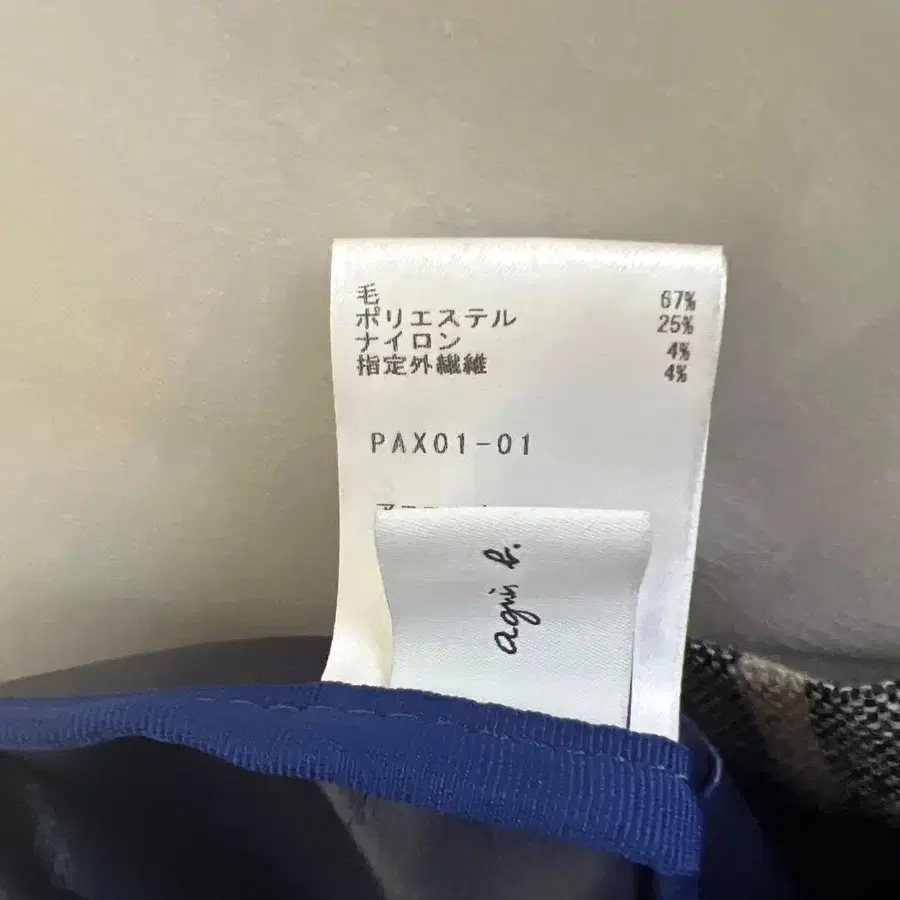 毛 67%
ポリエステル 25%
ナイロン 4%
指定外繊維 4%
PAX01-01
agnès b.